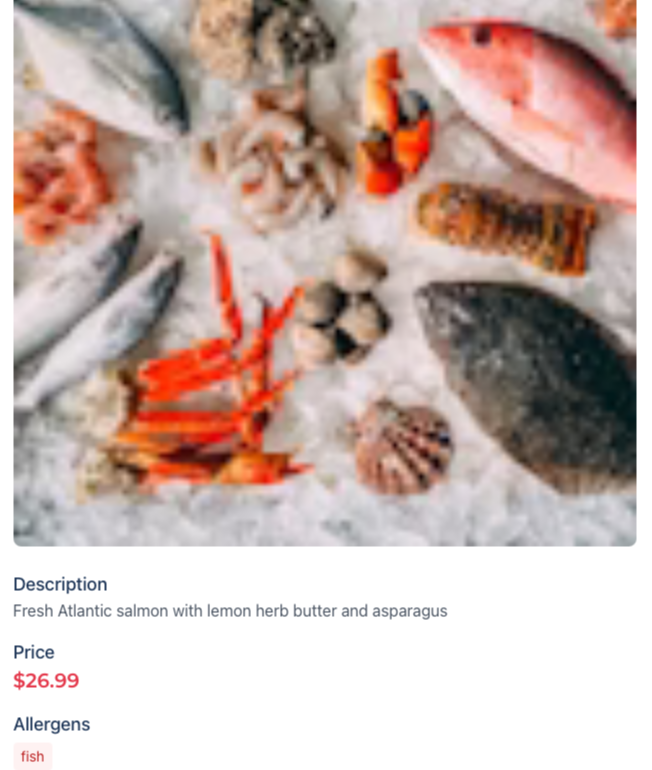 Description
Fresh Atlantic salmon with lemon herb butter and asparagus
Price
$26.99
Allergens
fish